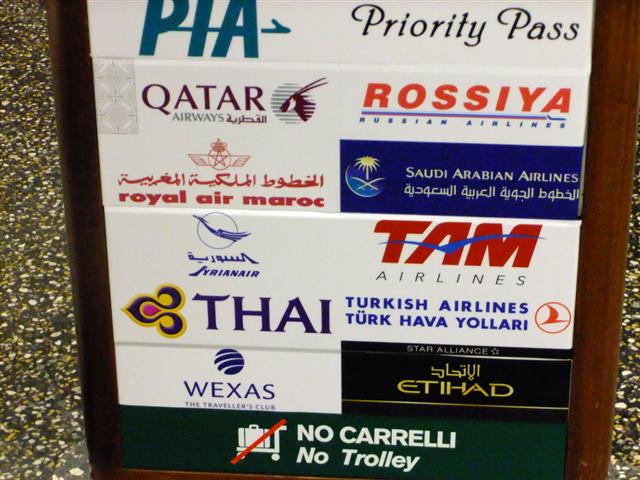 PIA
Priority Pass
QATAR
AIRWAYS القطرية
ROSSIYA
RUSSIAN AIRLINES
الخطوط الملكية المغربية
royal air maroc
SAUDI ARABIAN AIRLINES
الخطوط الجوية العربية السعودية
السورية
SYRIANAIR
TAM
AIRLINES
THAI
TURKISH AIRLINES
TÜRK HAVA YOLLARI
STAR ALLIANCE
WEXAS
THE TRAVELLER'S CLUB
الإتحاد
ETIHAD
NO CARRELLI
No Trolley